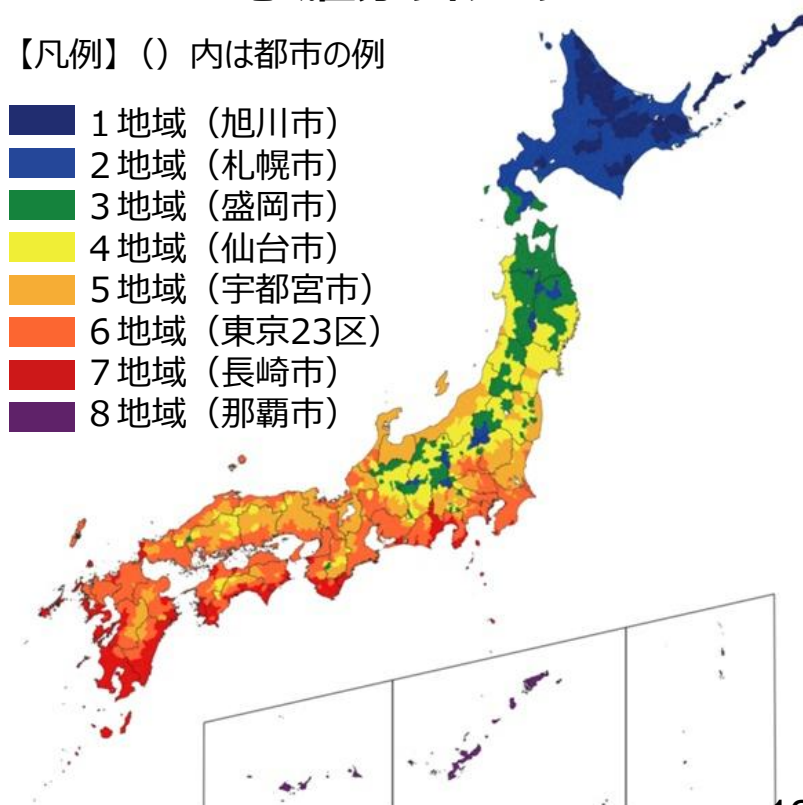 【凡例】（）内は都市の例
1地域（旭川市）
2地域（札幌市）
3地域（盛岡市）
4地域（仙台市）
5地域（宇都宮市）
6地域（東京23区）
7地域（長崎市）
8地域（那覇市）